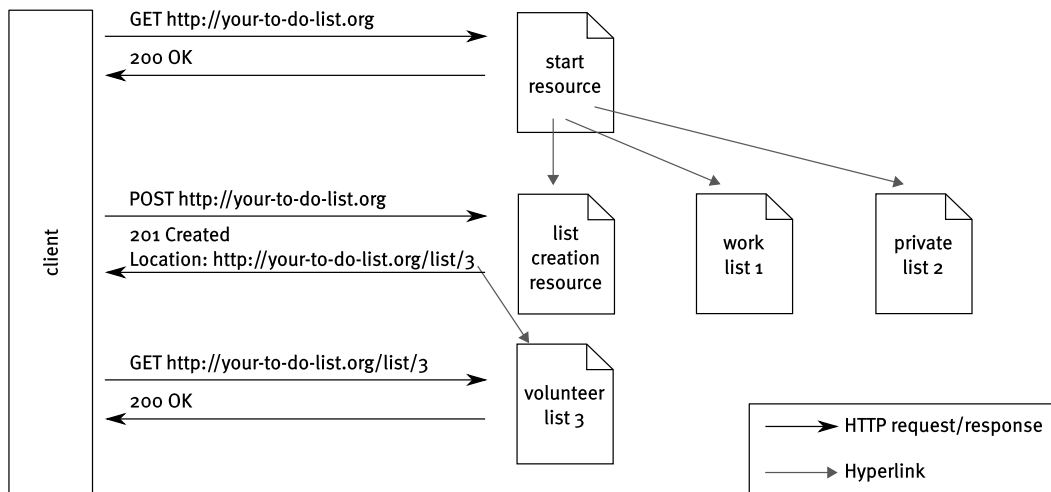 client
GET http://your-to-do-list.org
200 OK
start
resource
POST http://your-to-do-list.org
201 Created
Location: http://your-to-do-list.org/list/3
list
creation
resource
work
list 1
private
list 2
GET http://your-to-do-list.org/list/3
200 OK
volunteer
list 3
HTTP request/response
Hyperlink